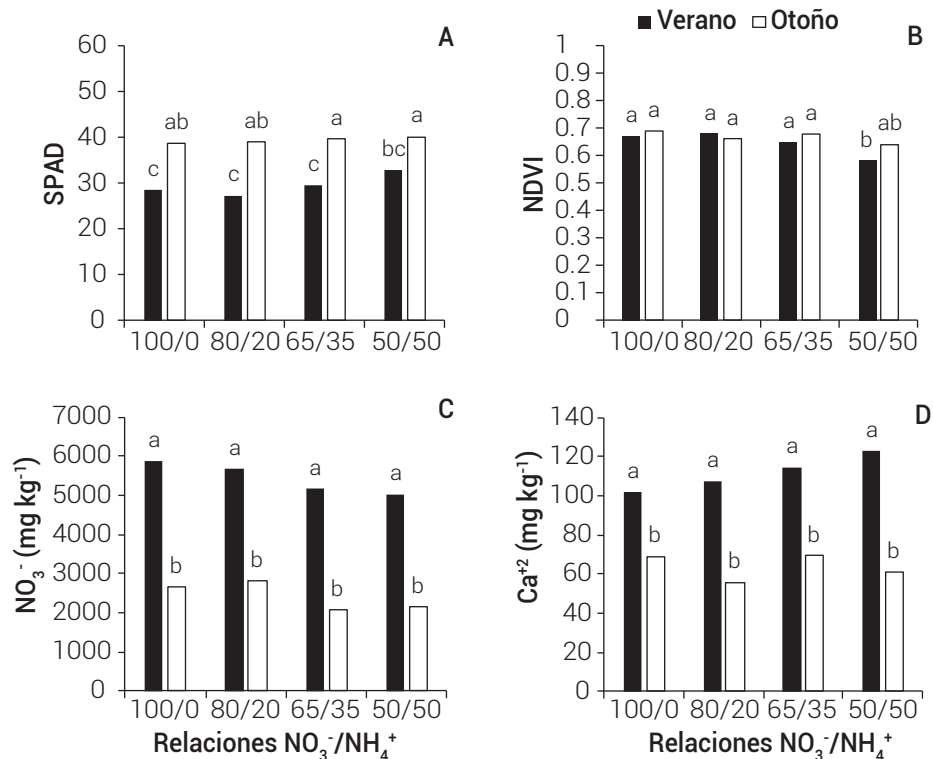 ■ Verano □ Otoño
A
SPAD
60
50
40
30
20
10
0
c ab c ab c a bc a
100/0 80/20 65/35 50/50
B
NDVI
1
0.9
0.8
0.7
0.6
0.5
0.4
0.3
0.2
0.1
0
a a a a a a b ab
100/0 80/20 65/35 50/50
C
NO₃⁻ (mg kg⁻¹)
7000
6000
5000
4000
3000
2000
1000
0
a b a b a b a b
100/0 80/20 65/35 50/50
Relaciones NO₃⁻/NH₄⁺
D
Ca⁺² (mg kg⁻¹)
140
120
100
80
60
40
20
0
a b a b a b a b
100/0 80/20 65/35 50/50
Relaciones NO₃⁻/NH₄⁺